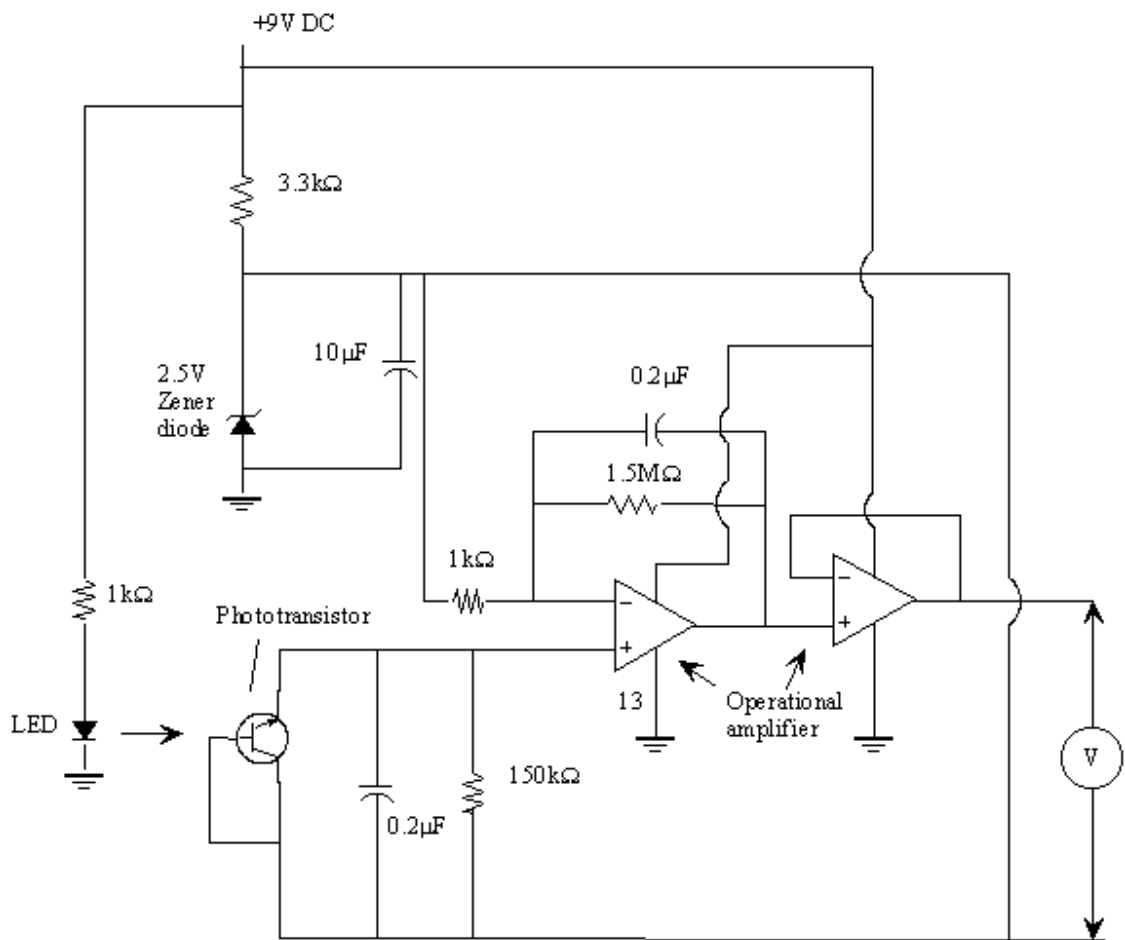 +9V DC
3.3kΩ
10µF
0.2µF
2.5V
Zener
diode
1.5MΩ
1kΩ
1kΩ
Phototransistor
−
+
−
+
13
Operational
amplifier
LED
V
150kΩ
0.2µF